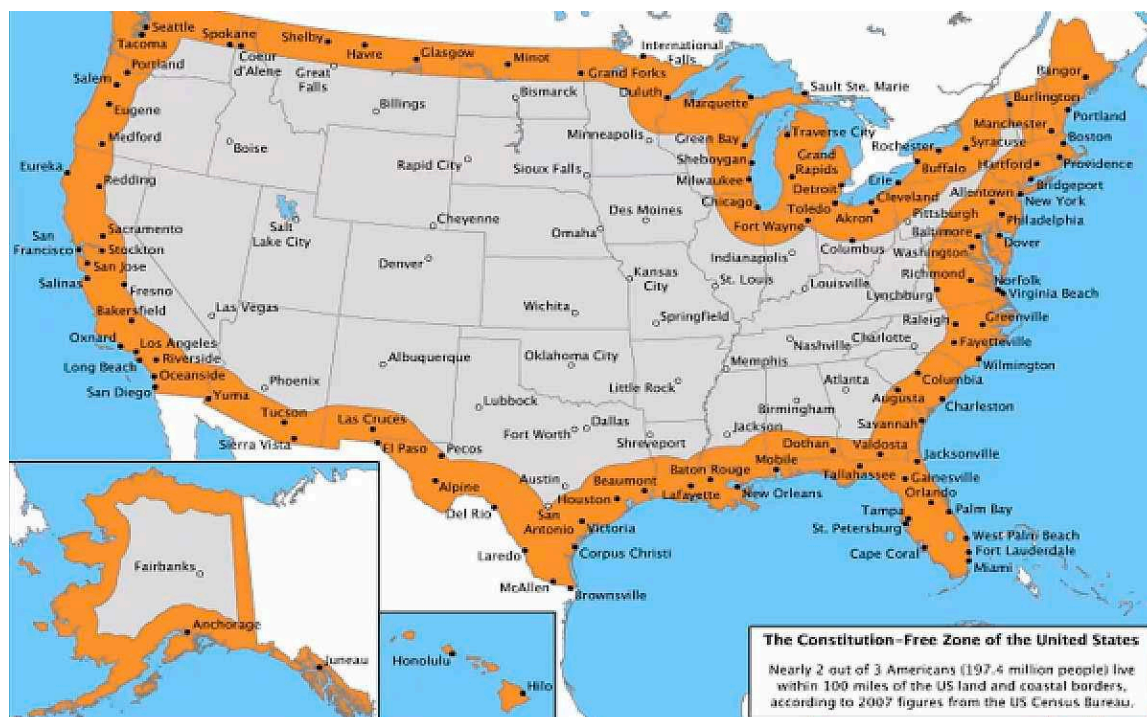 Seattle
Tacoma
Spokane
Coeur
d'Alene
Shelby
Havre
Great
Falls
Glasgow
Minot
Grand Forks
International
Falls
Portland
Salem
Eugene
Medford
Billings
Bismarck
Duluth
Marquette
Sault Ste. Marie
Bangor
Burlington
Portland
Manchester
Boston
Boise
Minneapolis
Green Bay
Traverse City
Rochester
Syracuse
Hartford
Providence
Eureka
Redding
Rapid City
Sioux Falls
Sheboygan
Milwaukee
Grand
Rapids
Detroit
Erie
Buffalo
Allentown
Bridgeport
New York
Chicago
Toledo
Cleveland
Akron
Pittsburgh
Philadelphia
Salt
Lake City
Cheyenne
Des Moines
Omaha
Fort Wayne
Columbus
Baltimore
Washington
Dover
Sacramento
San
Francisco
Stockton
San Jose
Salinas
Fresno
Denver
Kansas
City
St. Louis
Indianapolis
Louisville
Richmond
Lynchburg
Norfolk
Virginia Beach
Bakersfield
Las Vegas
Wichita
Springfield
Nashville
Charlotte
Raleigh
Greenville
Fayetteville
Wilmington
Oxnard
Los Angeles
Long Beach
Riverside
Oceanside
San Diego
Yuma
Phoenix
Albuquerque
Oklahoma City
Little Rock
Memphis
Atlanta
Columbia
Augusta
Charleston
Savannah
Tucson
Sierra Vista
Las Cruces
El Paso
Pecos
Lubbock
Fort Worth
Dallas
Shreveport
Jackson
Birmingham
Dothan
Valdosta
Jacksonville
Alpine
Del Rio
Austin
San
Antonio
Houston
Beaumont
Lafayette
Baton Rouge
New Orleans
Mobile
Tallahassee
Gainesville
Orlando
Tampa
St. Petersburg
Palm Bay
Laredo
Victoria
Corpus Christi
McAllen
Brownsville
Cape Coral
West Palm Beach
Fort Lauderdale
Miami
Fairbanks
Anchorage
Juneau
Honolulu
Hilo
The Constitution-Free Zone of the United States
Nearly 2 out of 3 Americans (197.4 million people) live
within 100 miles of the US land and coastal borders,
according to 2007 figures from the US Census Bureau.